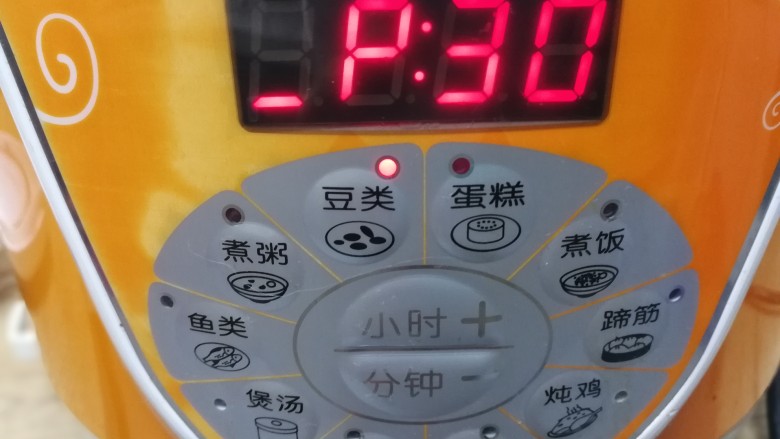 _P:30
豆类
蛋糕
煮粥
煮饭
鱼类
小时 +
蹄筋
分钟 -
煲汤
炖鸡